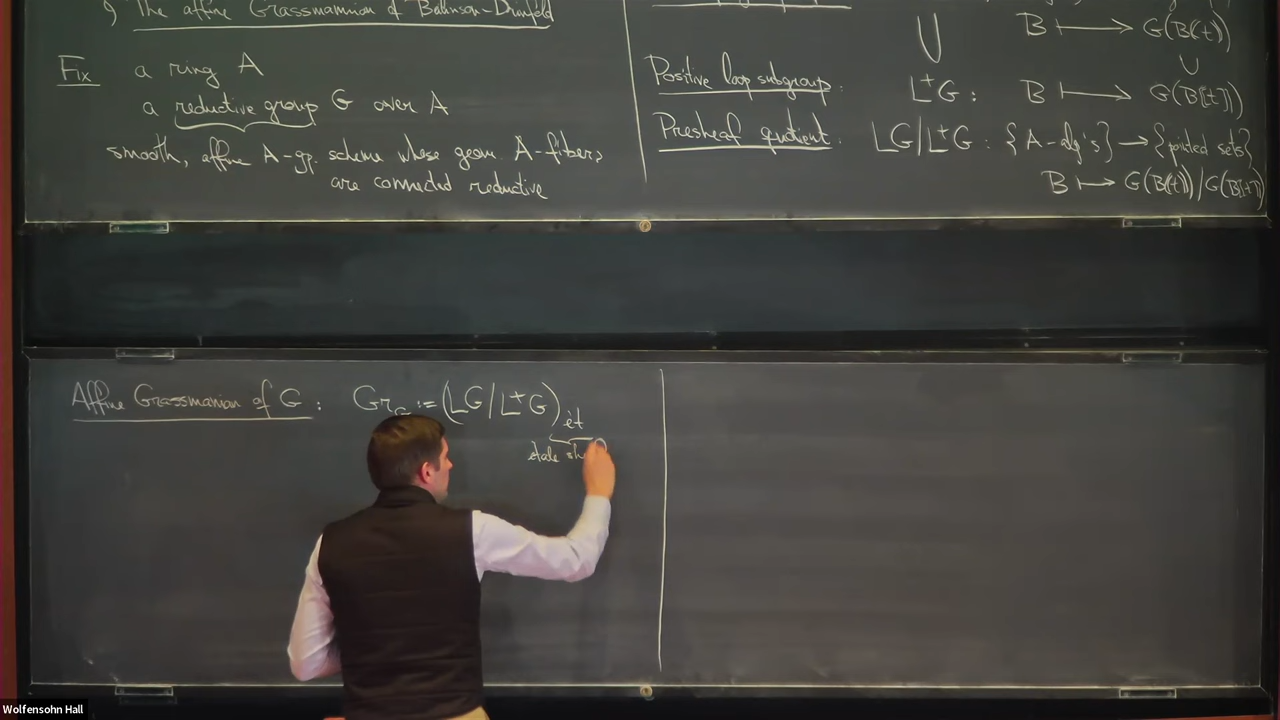 The affine Grassmannian of Beilinson-Drinfeld
Fix a ring A
a reductive group G over A
smooth, affine A-gp. scheme whose geom. A-fibers
are connected reductive
B ⟼ G(B((t)))
∪ ∪
Positive loop subgroup: L⁺G : B ⟼ G(B[[t]])
Presheaf quotient: LG/L⁺G : {A-alg's} → {pointed sets}
B ⟼ G(B((t)))/G(B[[t]])
Affine Grassmannian of G: Gr_G := (LG/L⁺G)_ét
étale sh
Wolfensohn Hall